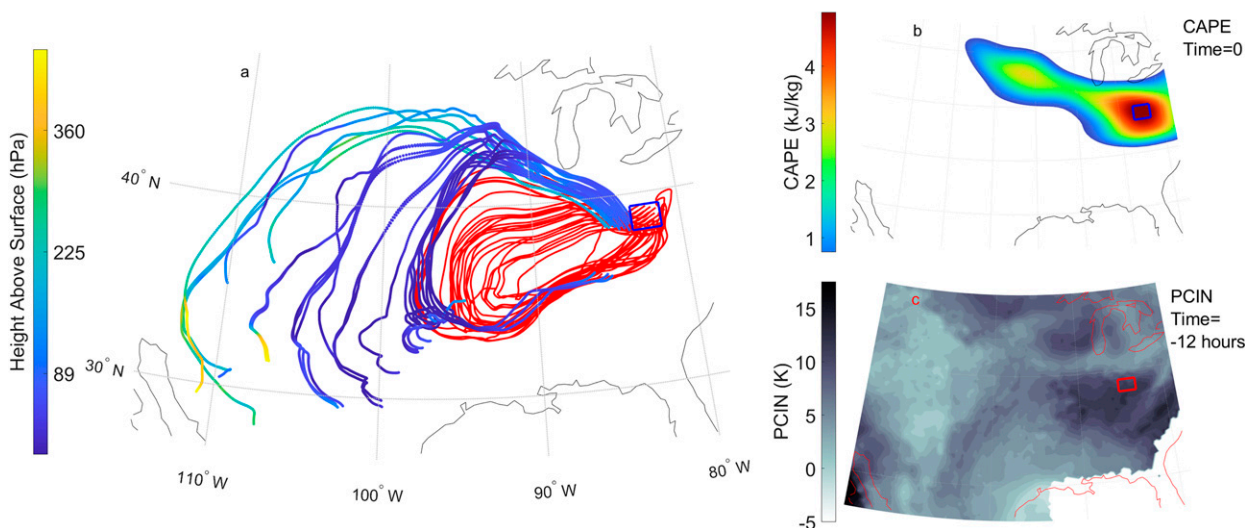 a
Height Above Surface (hPa)
360
225
89
40° N
30° N
110° W
100° W
90° W
80° W
b
CAPE
Time=0
CAPE (kJ/kg)
4
3
2
1
c
PCIN
Time=
-12 hours
PCIN (K)
15
10
5
0
-5